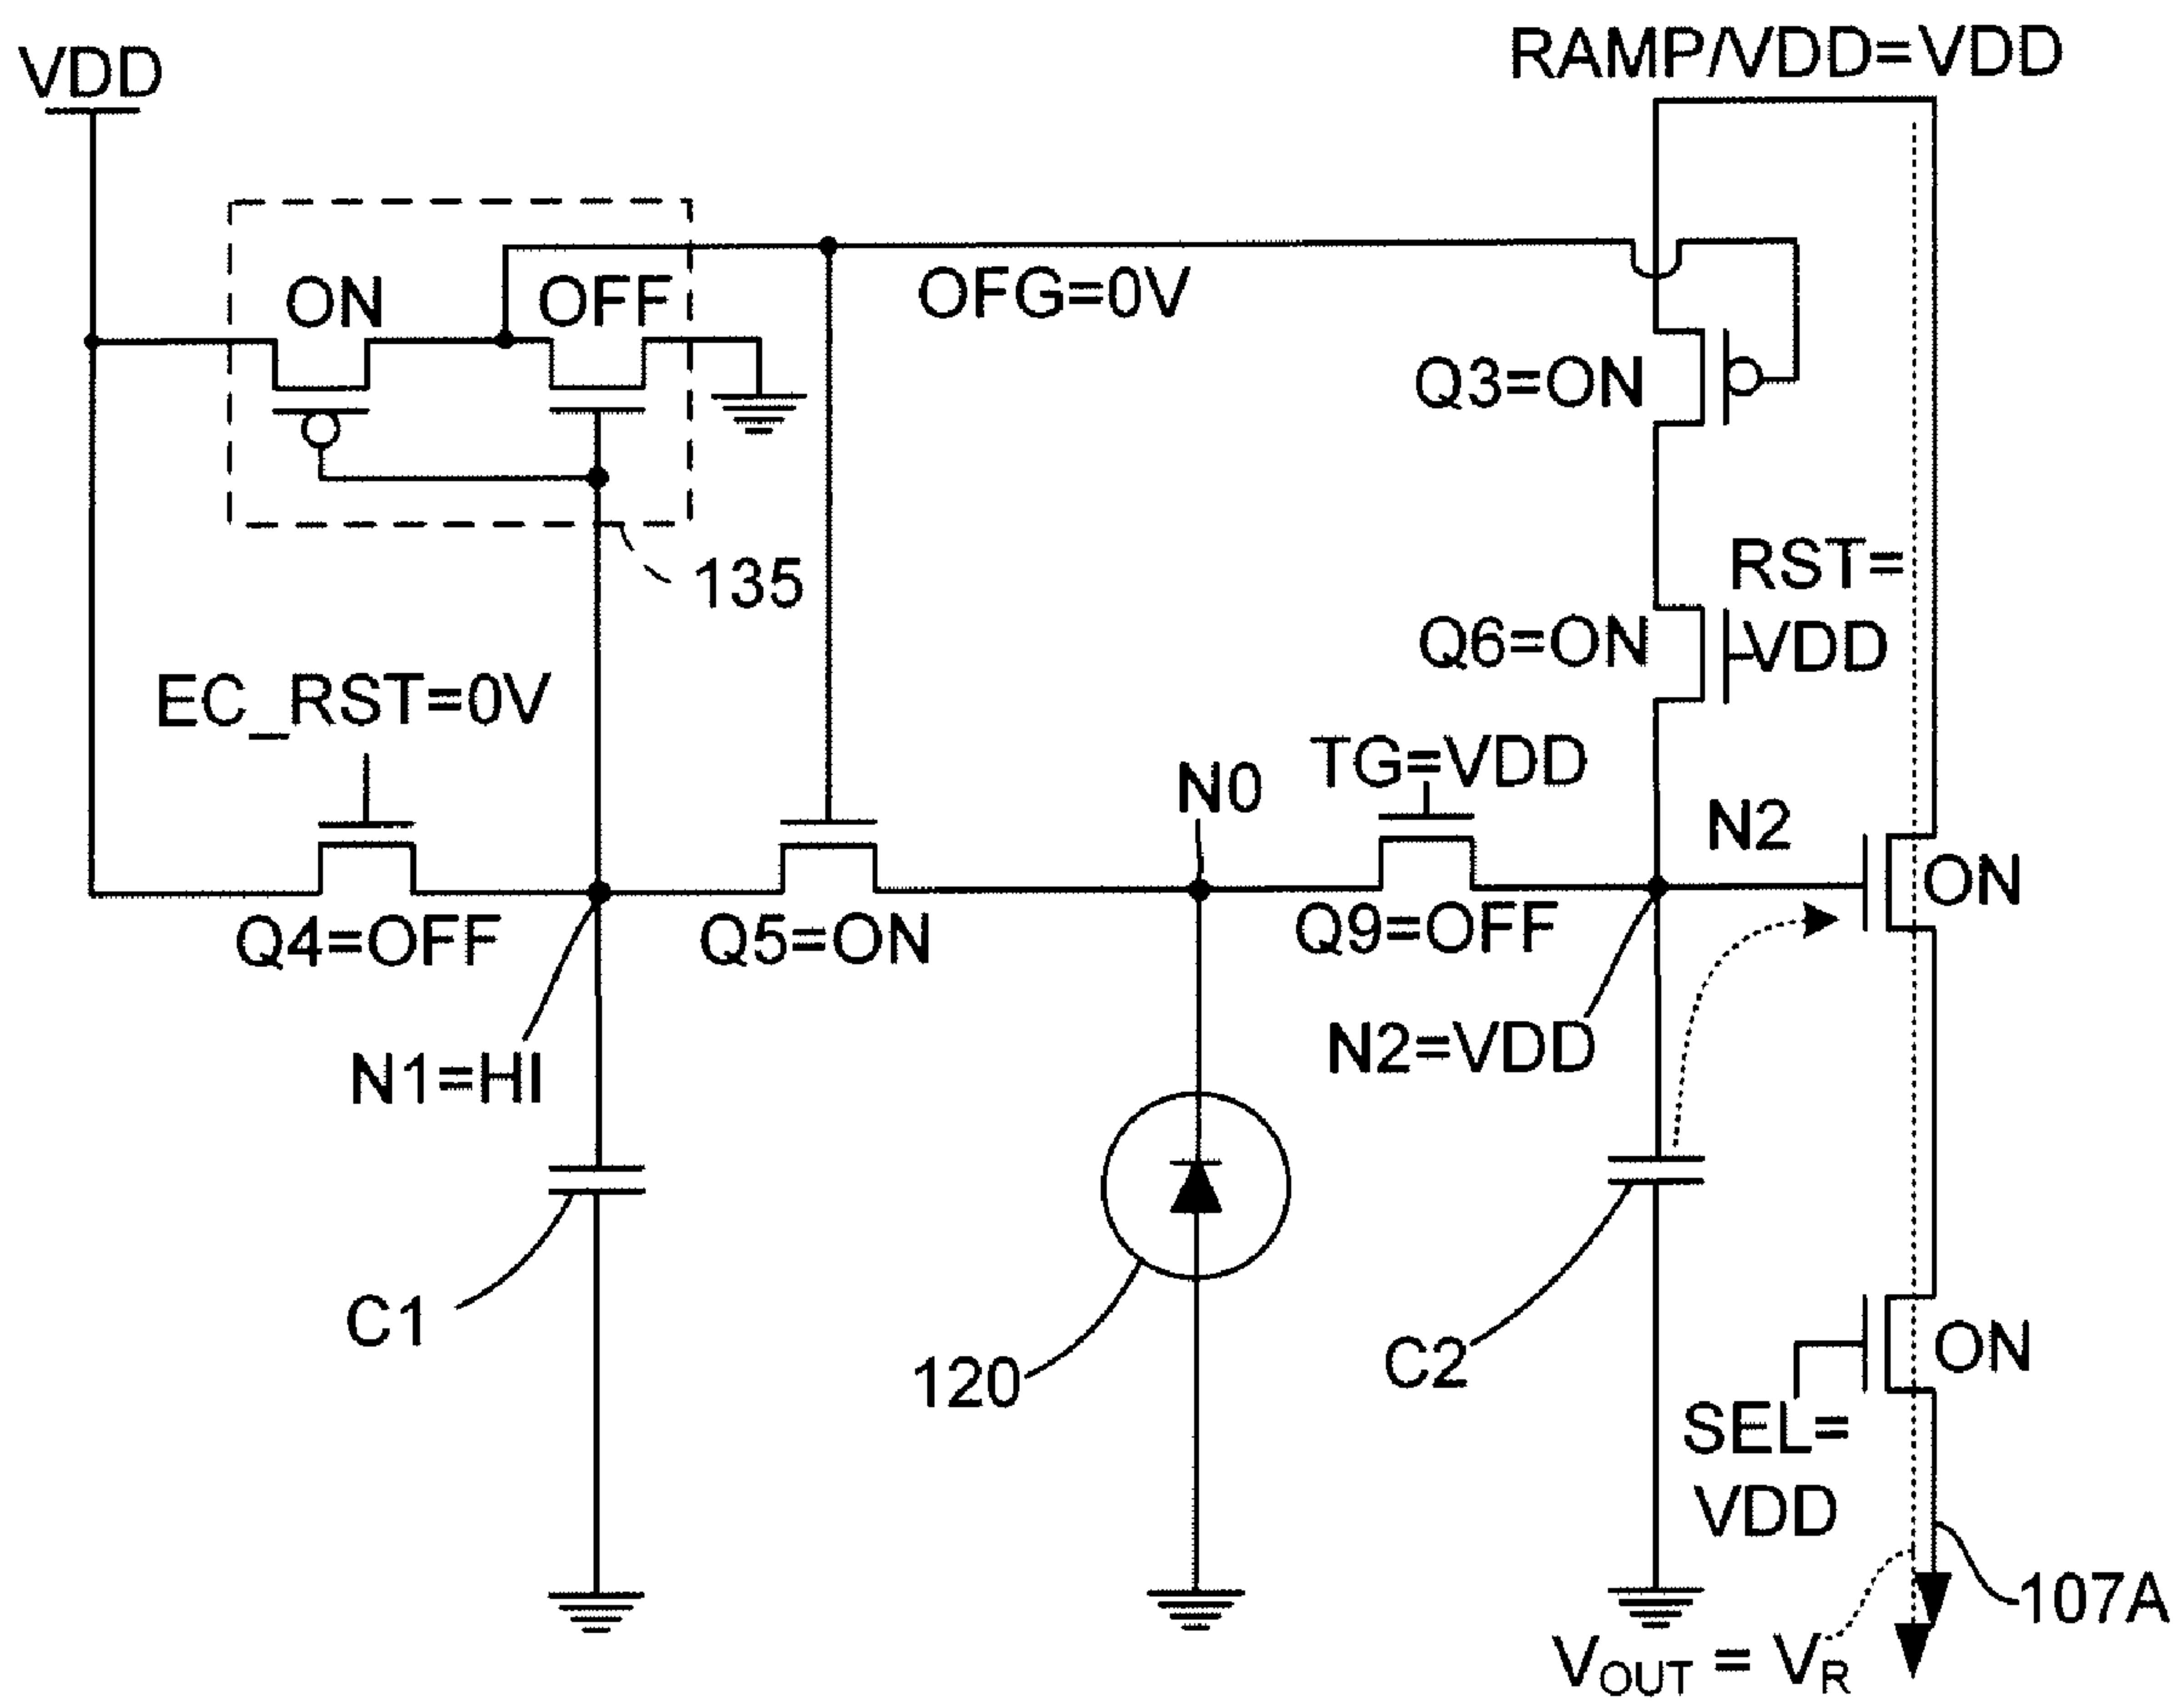 VDD
RAMP/VDD=VDD
ON
OFF
OFG=0V
Q3=ON
135
RST=
VDD
Q6=ON
EC_RST=0V
TG=VDD
N0
N2
ON
Q4=OFF
Q5=ON
Q9=OFF
N1=HI
N2=VDD
C1
120
C2
ON
SEL=
VDD
107A
VOUT = VR